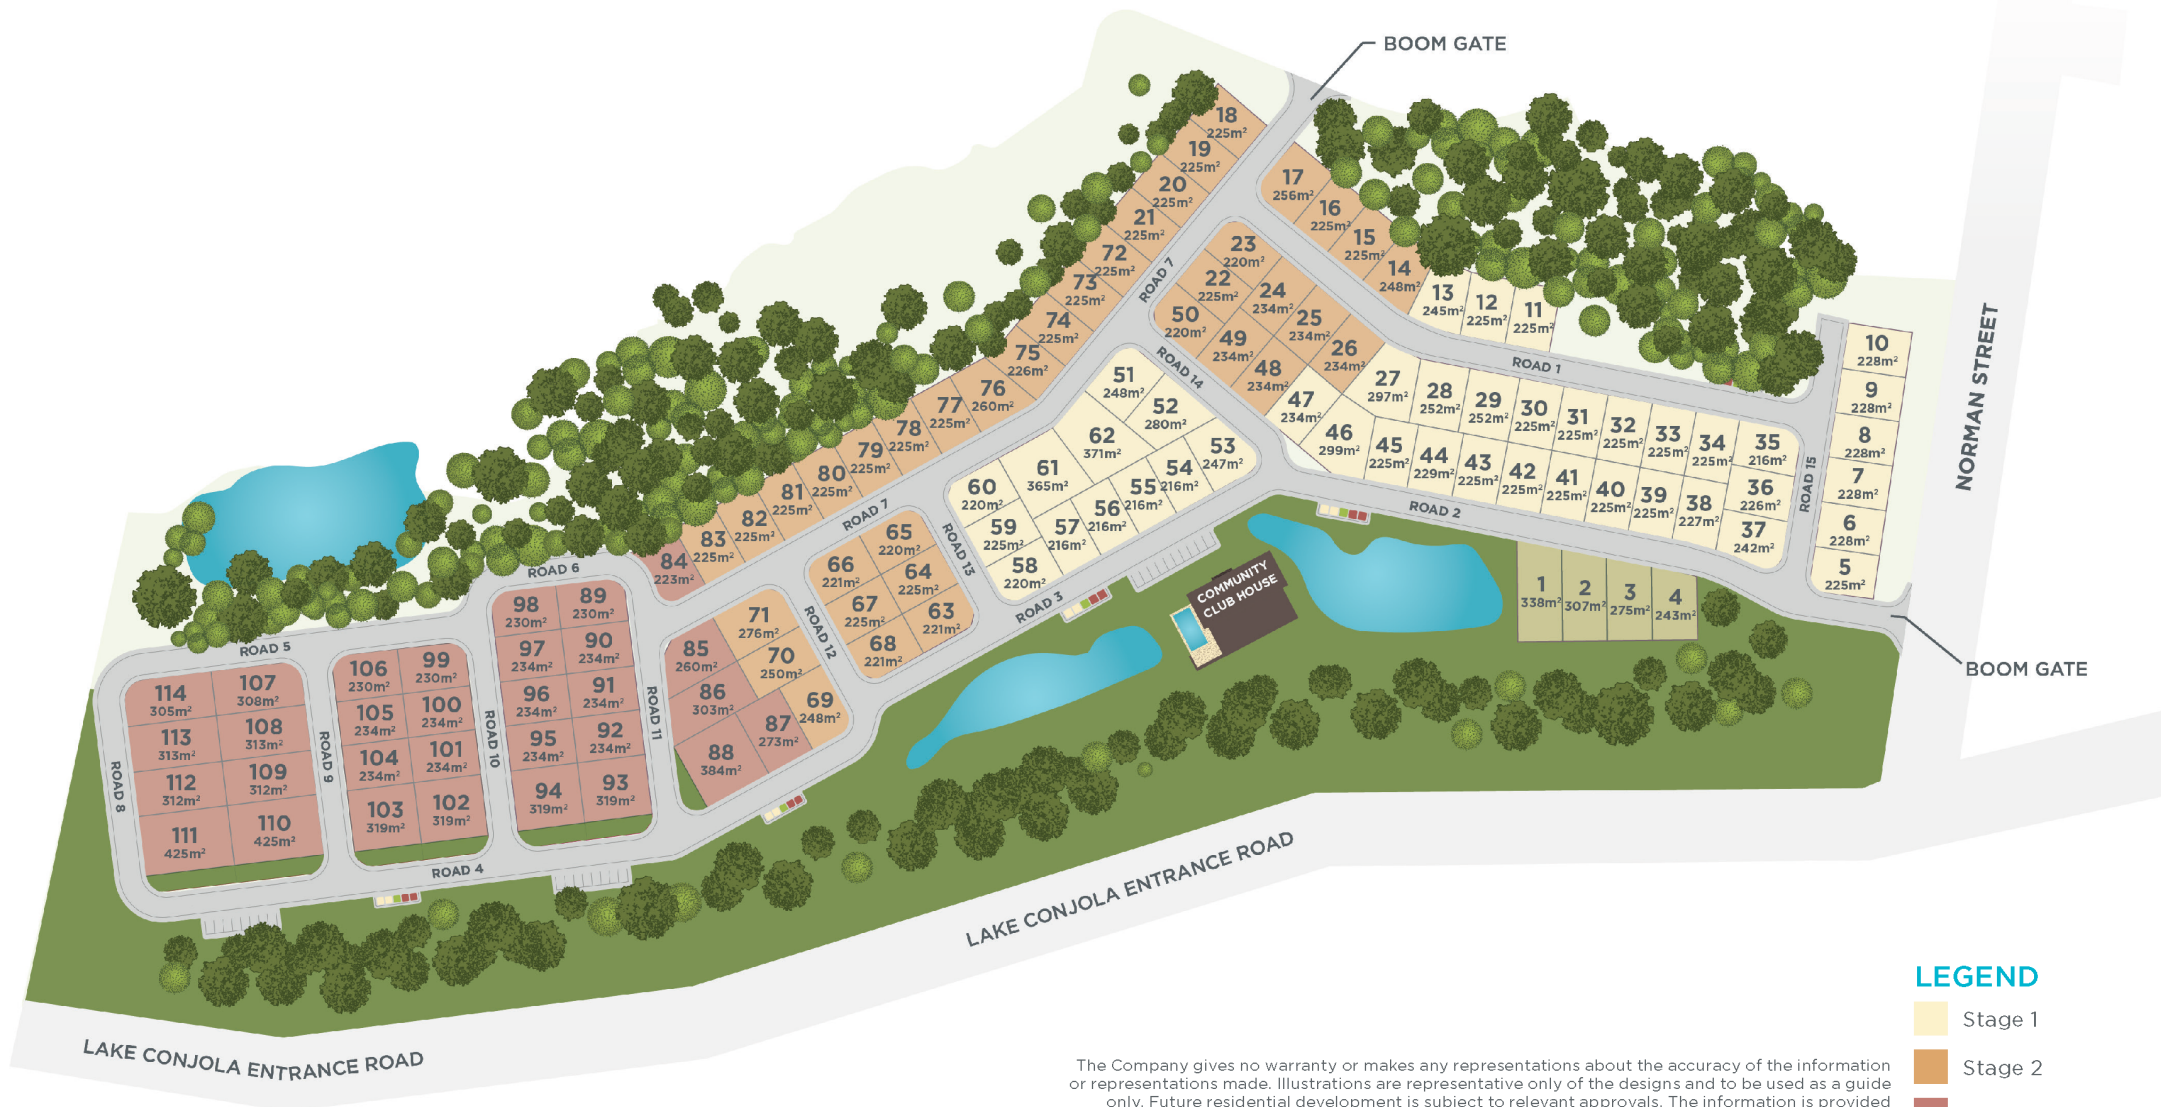 BOOM GATE
18
225m²
19
225m²
20
225m²
21
225m²
72
225m²
73
225m²
74
225m²
75
226m²
76
260m²
77
225m²
78
225m²
79
225m²
80
225m²
81
225m²
82
225m²
83
225m²
84
223m²
17
256m²
16
225m²
15
225m²
14
248m²
13
245m²
12
225m²
11
225m²
ROAD 7
23
220m²
22
225m²
24
234m²
25
234m²
26
234m²
50
220m²
49
234m²
48
234m²
47
234m²
46
299m²
ROAD 14
ROAD 1
27
297m²
28
252m²
29
252m²
30
225m²
31
225m²
32
225m²
33
225m²
34
225m²
35
216m²
36
226m²
37
242m²
45
225m²
44
229m²
43
225m²
42
225m²
41
225m²
40
225m²
39
225m²
38
227m²
ROAD 15
10
228m²
9
228m²
8
228m²
7
228m²
6
228m²
5
225m²
NORMAN STREET
ROAD 2
1
338m²
2
307m²
3
275m²
4
243m²
BOOM GATE
51
248m²
52
280m²
53
247m²
62
371m²
61
365m²
60
220m²
59
225m²
58
220m²
57
216m²
56
216m²
55
216m²
54
216m²
ROAD 13
ROAD 3
COMMUNITY
CLUB HOUSE
ROAD 7
66
221m²
65
220m²
64
225m²
67
225m²
63
221m²
68
221m²
ROAD 12
71
276m²
70
250m²
69
248m²
85
260m²
86
303m²
87
273m²
88
384m²
ROAD 11
ROAD 6
98
230m²
89
230m²
97
234m²
90
234m²
96
234m²
91
234m²
95
234m²
92
234m²
94
319m²
93
319m²
ROAD 10
106
230m²
99
230m²
105
234m²
100
234m²
104
234m²
101
234m²
103
319m²
102
319m²
ROAD 9
ROAD 5
114
305m²
107
308m²
113
313m²
108
313m²
112
312m²
109
312m²
111
425m²
110
425m²
ROAD 8
ROAD 4
LAKE CONJOLA ENTRANCE ROAD
LAKE CONJOLA ENTRANCE ROAD
LEGEND
Stage 1
Stage 2
The Company gives no warranty or makes any representations about the accuracy of the information
or representations made. Illustrations are representative only of the designs and to be used as a guide
only. Future residential development is subject to relevant approvals. The information is provided